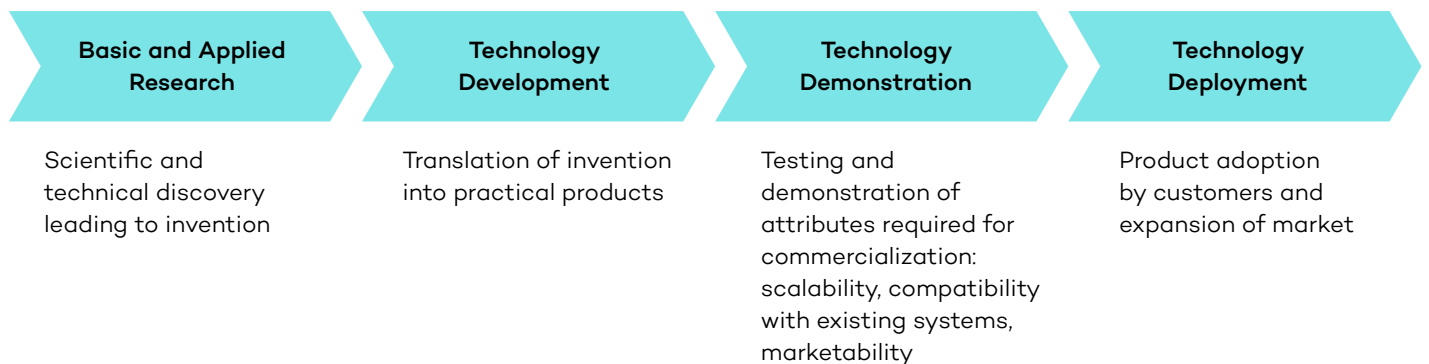 Basic and Applied
Research
Scientific and
technical discovery
leading to invention
Technology
Development
Translation of invention
into practical products
Technology
Demonstration
Testing and
demonstration of
attributes required for
commercialization:
scalability, compatibility
with existing systems,
marketability
Technology
Deployment
Product adoption
by customers and
expansion of market